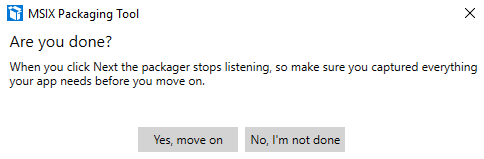 MSIX Packaging Tool
Are you done?
When you click Next the packager stops listening, so make sure you captured everything
your app needs before you move on.
Yes, move on
No, I'm not done